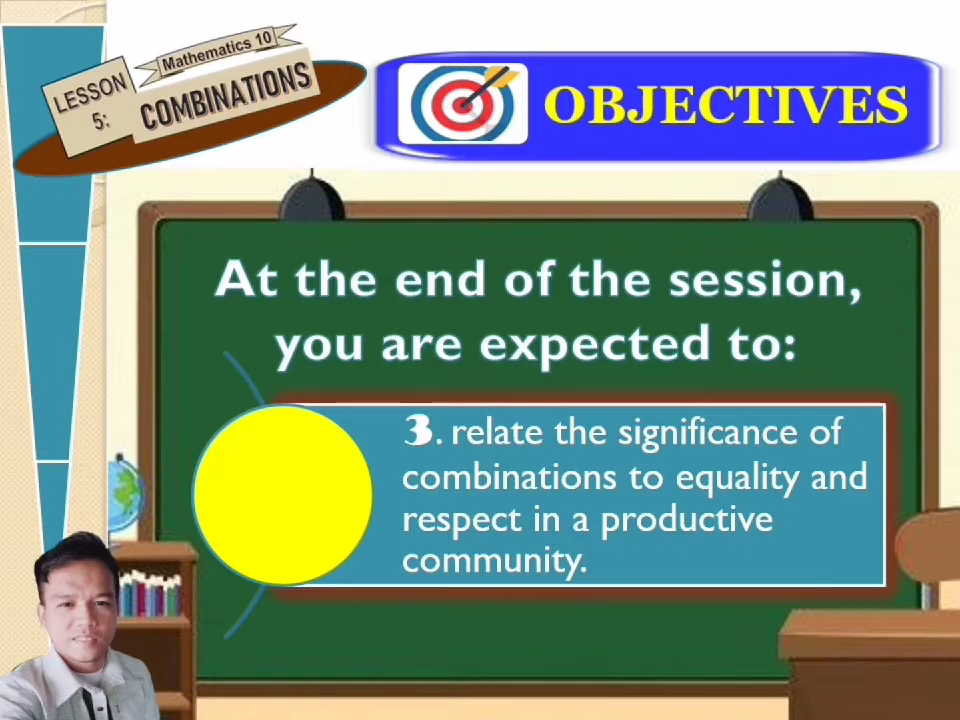 Mathematics 10
LESSON
5:
COMBINATIONS
OBJECTIVES
At the end of the session,
you are expected to:
3. relate the significance of
combinations to equality and
respect in a productive
community.